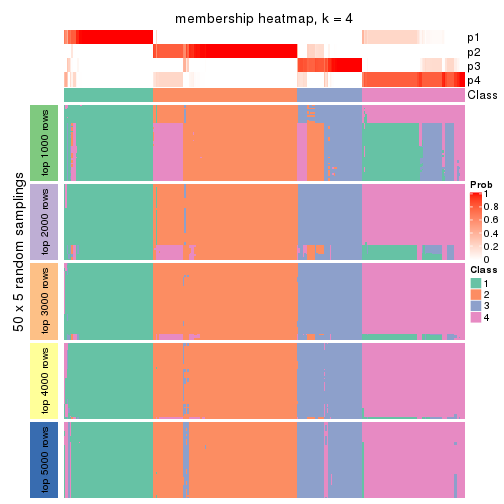 membership heatmap, k = 4
p1
p2
p3
p4
Class
50 x 5 random samplings
top 1000 rows
top 2000 rows
top 3000 rows
top 4000 rows
top 5000 rows
Prob
1
0.8
0.6
0.4
0.2
0
Class
1
2
3
4